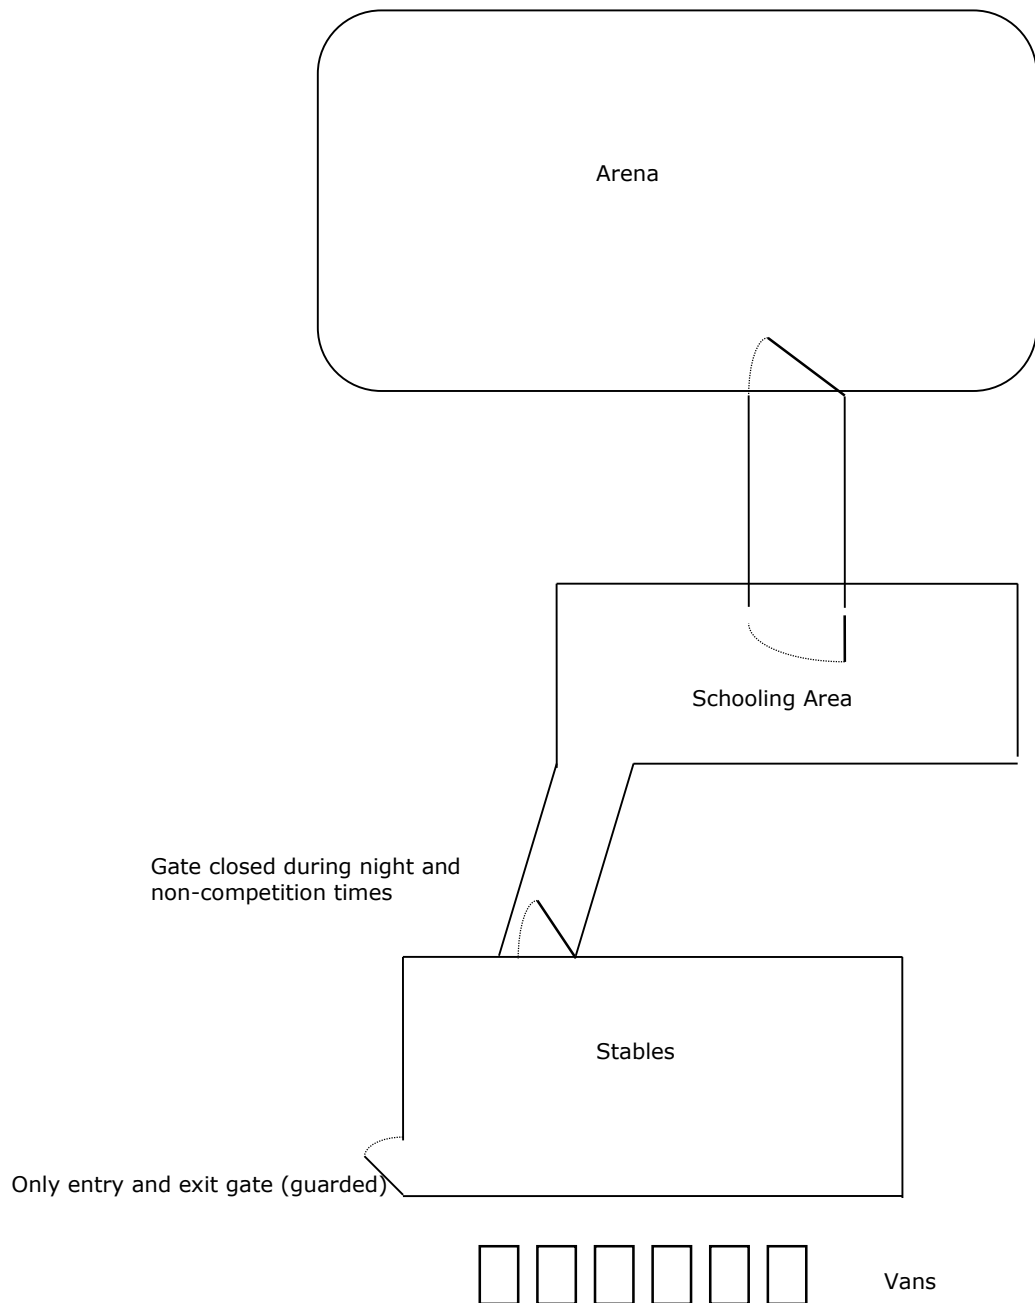 Arena
Schooling Area
Gate closed during night and
non-competition times
Stables
Only entry and exit gate (guarded)
Vans